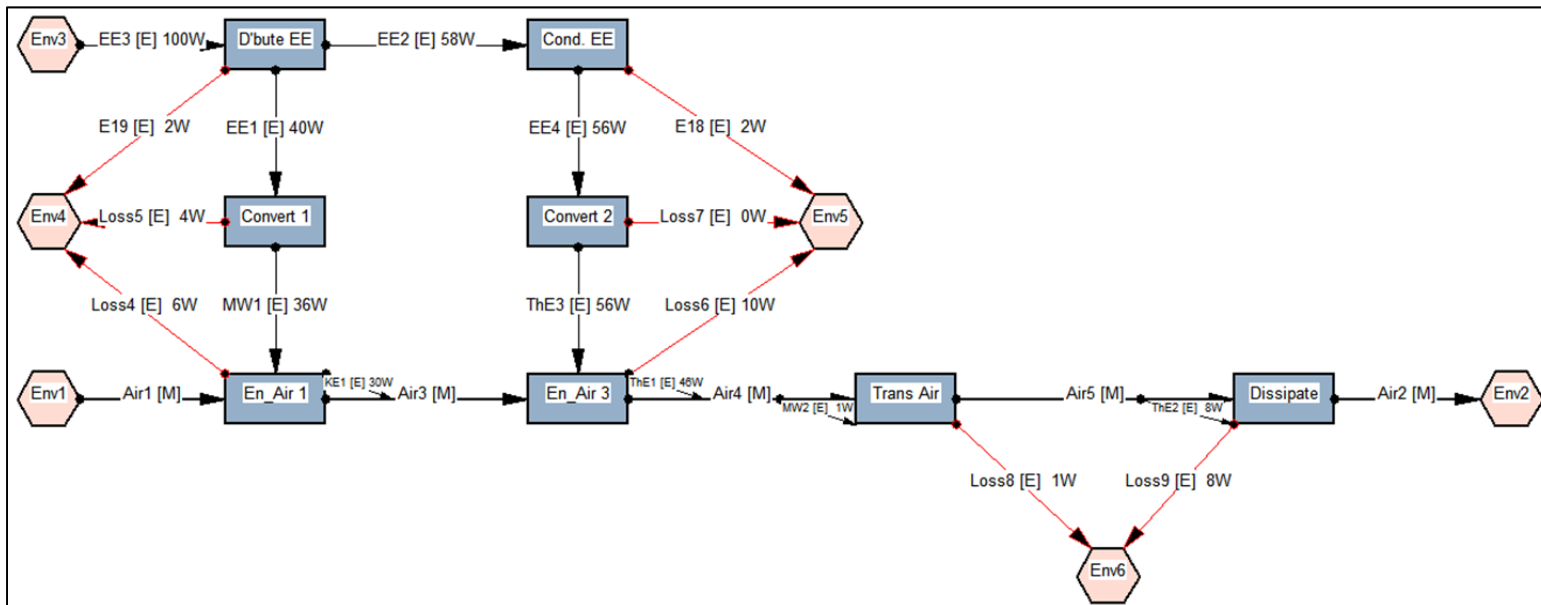 Env3
EE3 [E] 100W
D'bute EE
EE2 [E] 58W
Cond. EE
E19 [E] 2W
EE1 [E] 40W
EE4 [E] 56W
E18 [E] 2W
Env4
Loss5 [E] 4W
Convert 1
Convert 2
Loss7 [E] 0W
Env5
Loss4 [E] 6W
MW1 [E] 36W
ThE3 [E] 56W
Loss6 [E] 10W
Env1
Air1 [M]
En_Air 1
KE1 [E] 30W
Air3 [M]
En_Air 3
ThE1 [E] 46W
Air4 [M]
MW2 [E] 1W
Trans Air
Air5 [M]
ThE2 [E] 8W
Dissipate
Air2 [M]
Env2
Loss8 [E] 1W
Loss9 [E] 8W
Env6